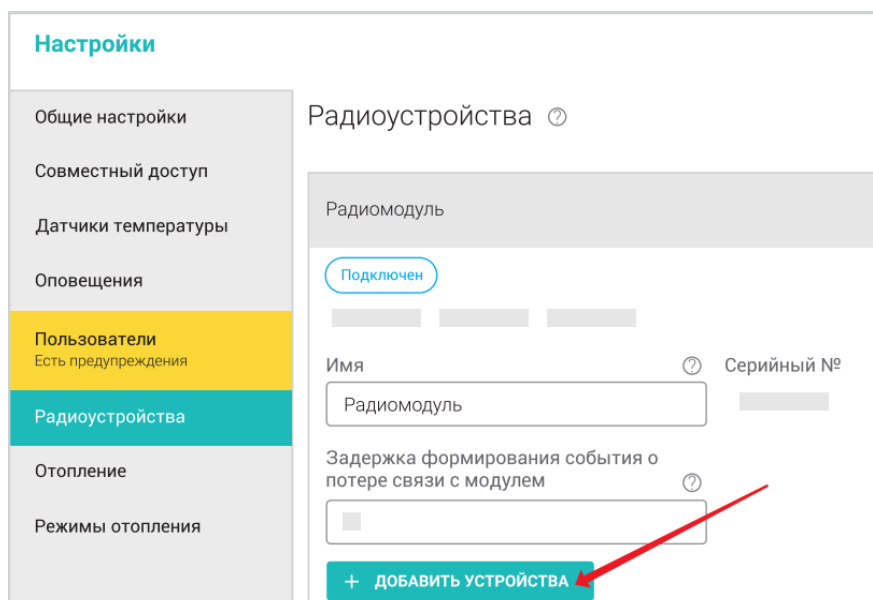 Настройки
Общие настройки
Совместный доступ
Датчики температуры
Оповещения
Пользователи
Есть предупреждения
Радиоустройства
Отопление
Режимы отопления
Радиоустройства ?
Радиомодуль
Подключен
Имя ?
Серийный №
Радиомодуль
Задержка формирования события о
потере связи с модулем ?
+ ДОБАВИТЬ УСТРОЙСТВА